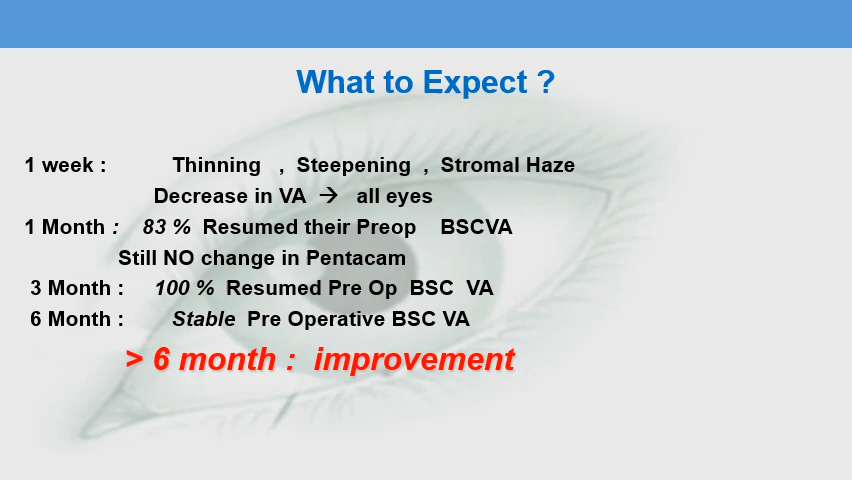 What to Expect ?
1 week : Thinning , Steepening , Stromal Haze
Decrease in VA → all eyes
1 Month : 83 % Resumed their Preop BSCVA
Still NO change in Pentacam
3 Month : 100 % Resumed Pre Op BSC VA
6 Month : Stable Pre Operative BSC VA
> 6 month : improvement